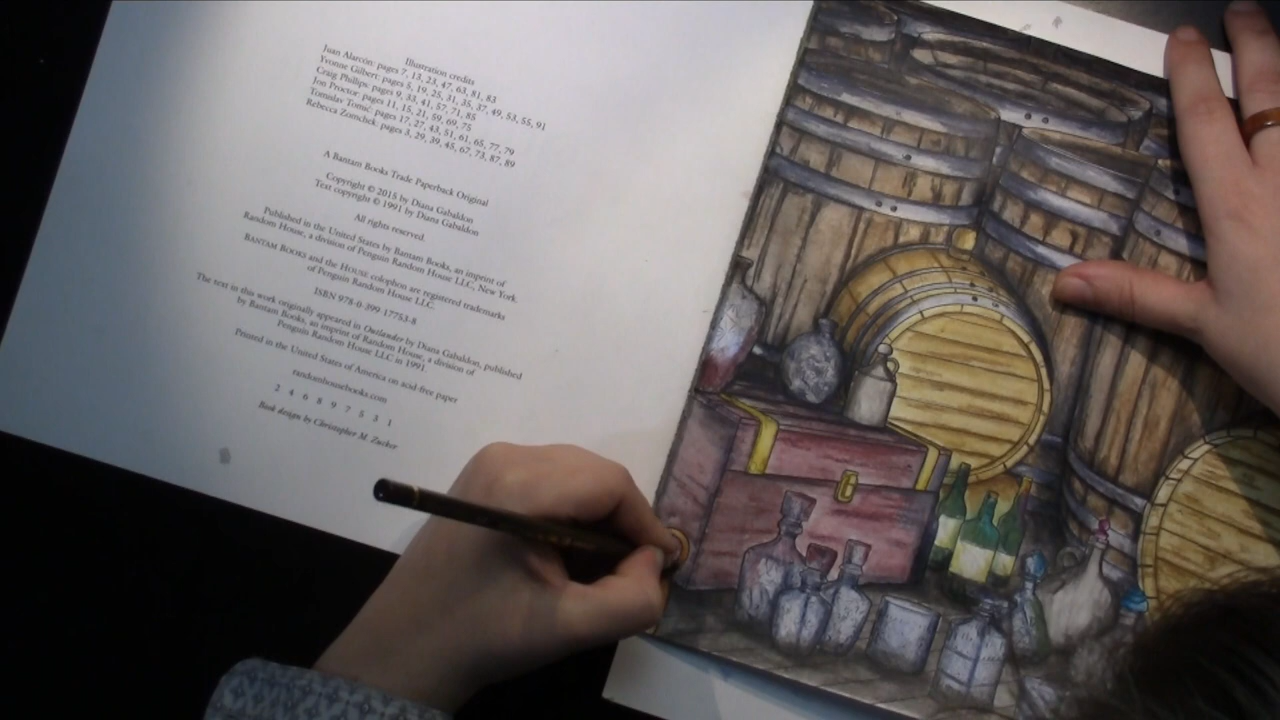 Illustration credits
Juan Alarcón: pages 7, 13, 23, 47, 63, 81, 83
Yvonne Gilbert: pages 5, 19, 25, 31, 35, 37, 49, 53, 55, 91
Craig Phillips: pages 9, 33, 41, 57, 71, 85
Jon Proctor: pages 11, 15, 21, 59, 69, 75
Tomislav Tomić: pages 17, 27, 43, 51, 61, 65, 77, 79
Rebecca Zomchek: pages 3, 29, 39, 45, 67, 73, 87, 89
A Bantam Books Trade Paperback Original
Copyright © 2015 by Diana Gabaldon
Text copyright © 1991 by Diana Gabaldon
All rights reserved.
Published in the United States by Bantam Books, an imprint of
Random House, a division of Penguin Random House LLC, New York.
BANTAM BOOKS and the HOUSE colophon are registered trademarks
of Penguin Random House LLC.
ISBN 978-0-399-17753-8
The text in this work originally appeared in Outlander by Diana Gabaldon, published
by Bantam Books, an imprint of Random House, a division of
Penguin Random House LLC in 1991.
Printed in the United States of America on acid-free paper
randomhousebooks.com
2 4 6 8 9 7 5 3 1
Book design by Christopher M. Zucker